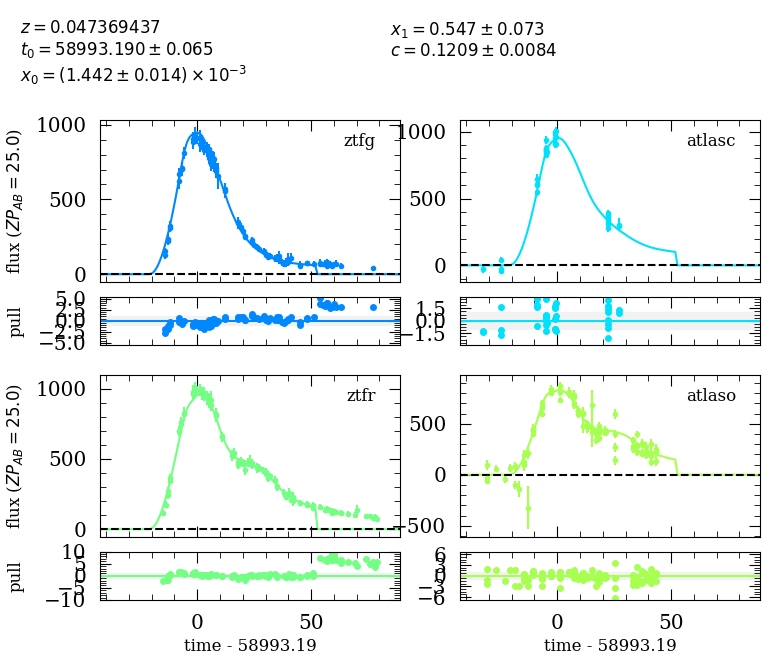 z = 0.047369437
t₀ = 58993.190 ± 0.065
x₀ = (1.442 ± 0.014) × 10⁻³
x₁ = 0.547 ± 0.073
c = 0.1209 ± 0.0084
flux (ZP_AB = 25.0)
1000
500
0
ztfg
1000
500
0
atlasc
pull
5.0
2.5
0.0
−2.5
−5.0
1.5
0.0
−1.5
flux (ZP_AB = 25.0)
1000
500
0
ztfr
500
0
−500
atlaso
pull
10
5
0
−5
−10
6
3
0
−3
−6
0 50
0 50
time - 58993.19
time - 58993.19